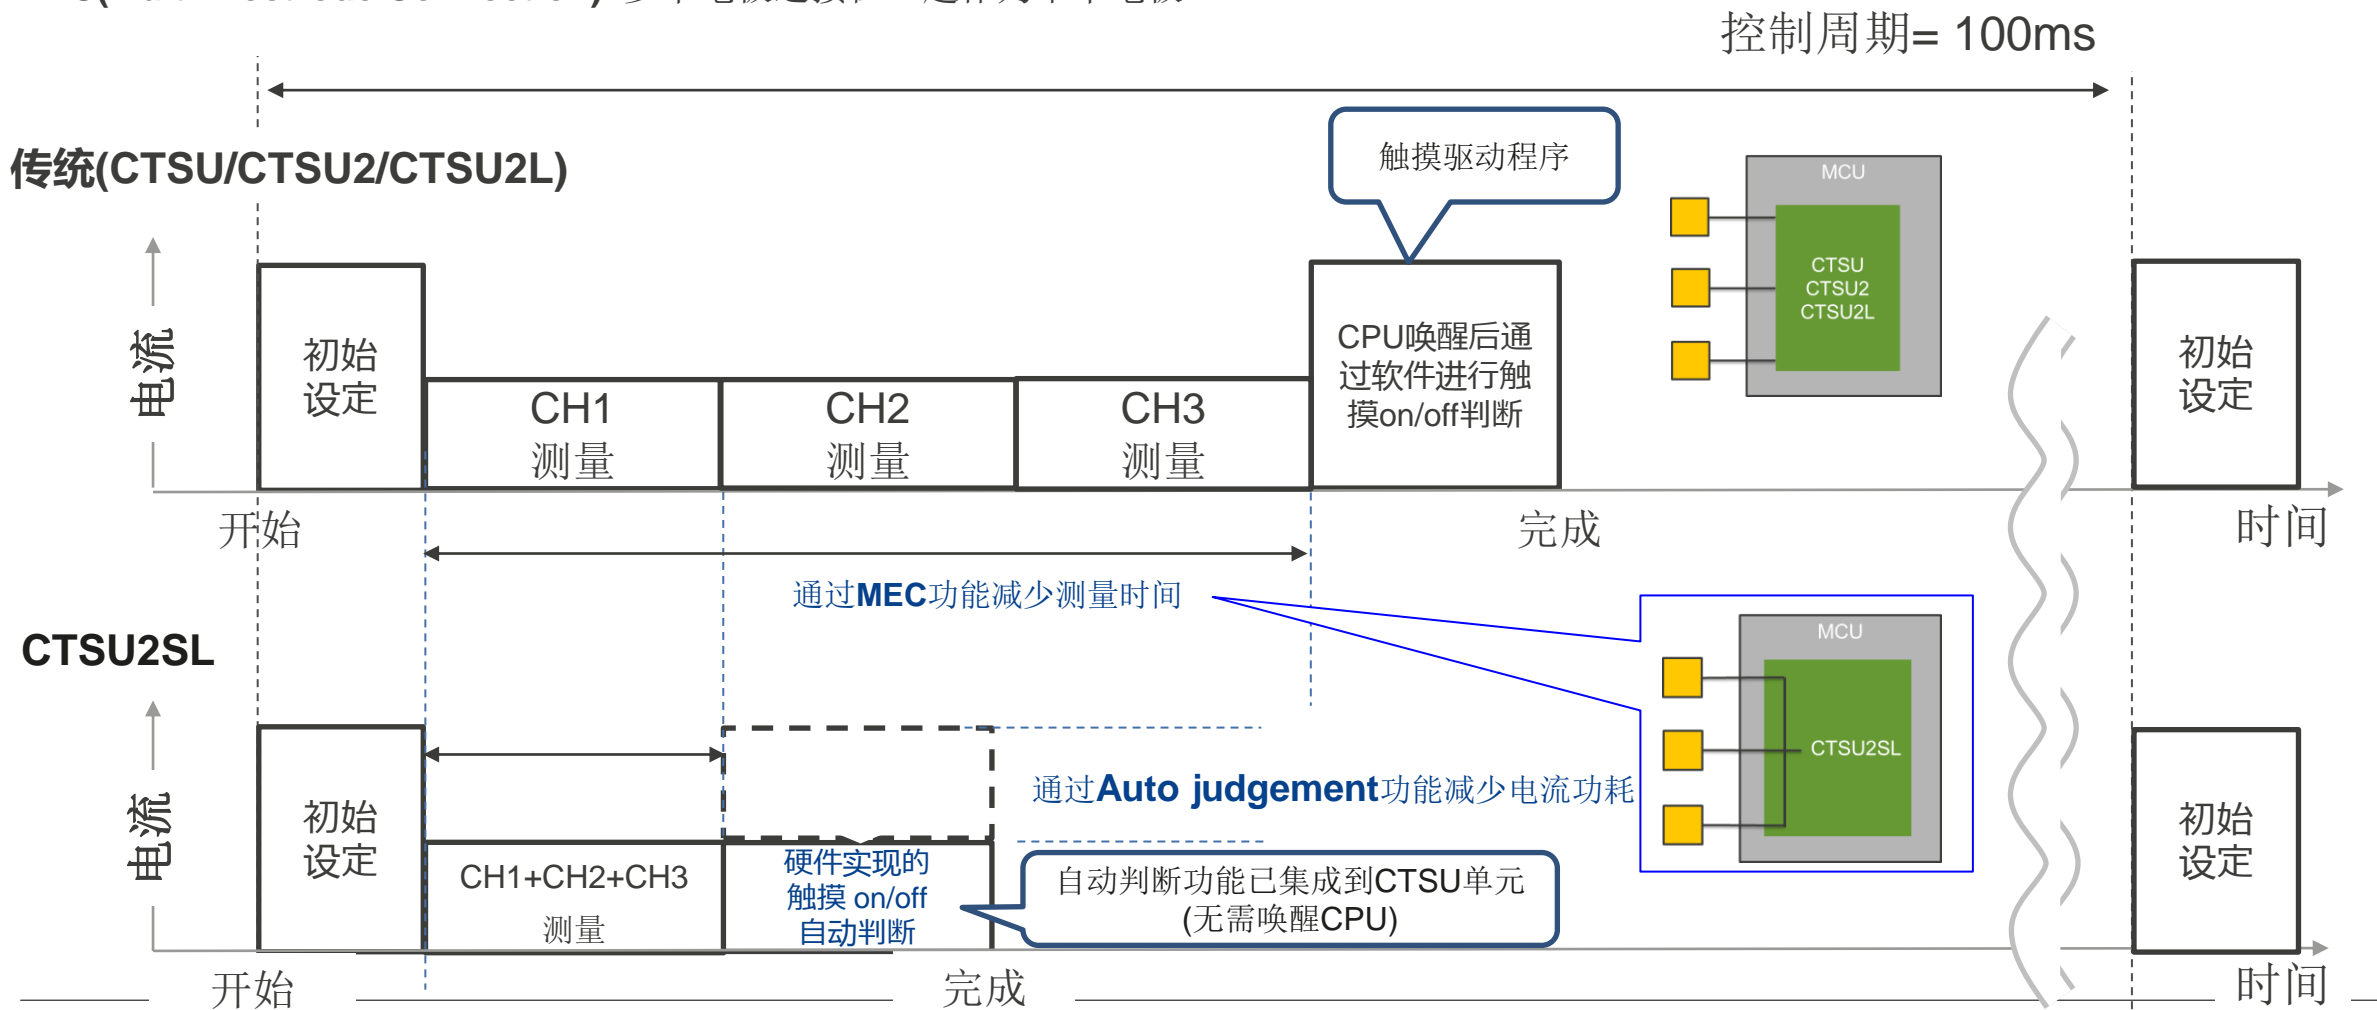 控制周期= 100ms
传统(CTSU/CTSU2/CTSU2L)
触摸驱动程序
MCU
CTSU
CTSU2
CTSU2L
电流
初始
设定
CH1
测量
CH2
测量
CH3
测量
CPU唤醒后通
过软件进行触
摸on/off判断
初始
设定
开始
完成
时间
通过MEC功能减少测量时间
CTSU2SL
MCU
CTSU2SL
电流
初始
设定
通过Auto judgement功能减少电流功耗
CH1+CH2+CH3
测量
硬件实现的
触摸 on/off
自动判断
自动判断功能已集成到CTSU单元
(无需唤醒CPU)
初始
设定
开始
完成
时间